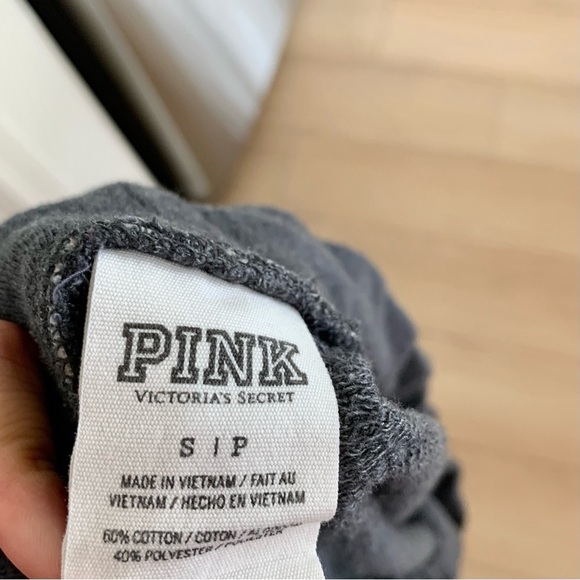 PINK
VICTORIA'S SECRET
S | P
MADE IN VIETNAM / FAIT AU
VIETNAM / HECHO EN VIETNAM
60% COTTON / COTON /
40% POLYESTER /